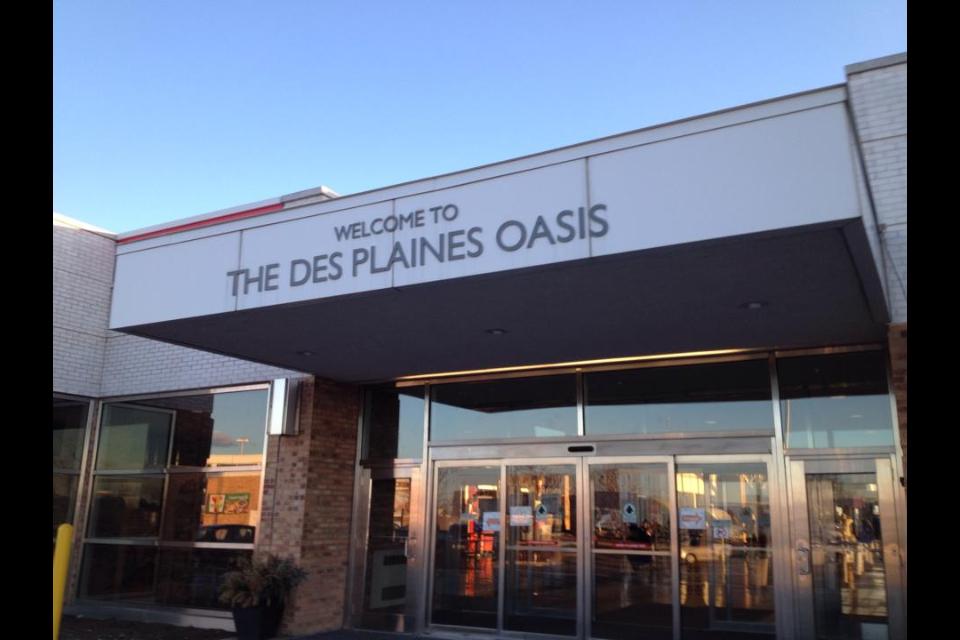 WELCOME TO
THE DES PLAINES OASIS